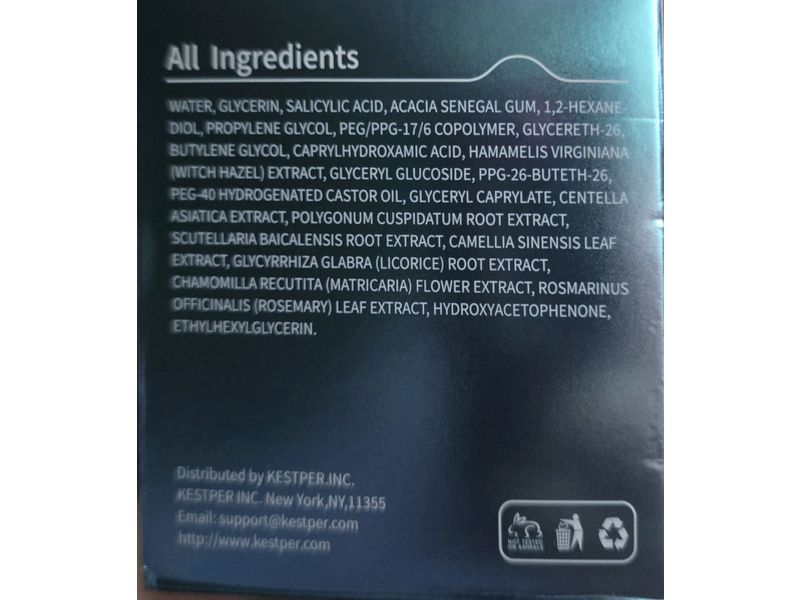 All Ingredients
WATER, GLYCERIN, SALICYLIC ACID, ACACIA SENEGAL GUM, 1,2-HEXANE-
DIOL, PROPYLENE GLYCOL, PEG/PPG-17/6 COPOLYMER, GLYCERETH-26,
BUTYLENE GLYCOL, CAPRYLHYDROXAMIC ACID, HAMAMELIS VIRGINIANA
(WITCH HAZEL) EXTRACT, GLYCERYL GLUCOSIDE, PPG-26-BUTETH-26,
PEG-40 HYDROGENATED CASTOR OIL, GLYCERYL CAPRYLATE, CENTELLA
ASIATICA EXTRACT, POLYGONUM CUSPIDATUM ROOT EXTRACT,
SCUTELLARIA BAICALENSIS ROOT EXTRACT, CAMELLIA SINENSIS LEAF
EXTRACT, GLYCYRRHIZA GLABRA (LICORICE) ROOT EXTRACT,
CHAMOMILLA RECUTITA (MATRICARIA) FLOWER EXTRACT, ROSMARINUS
OFFICINALIS (ROSEMARY) LEAF EXTRACT, HYDROXYACETOPHENONE,
ETHYLHEXYLGLYCERIN.
Distributed by KESTPER.INC.
KESTPER INC. New York,NY,11355
Email: support@kestper.com
http://www.kestper.com
NOT TESTED
ON ANIMALS